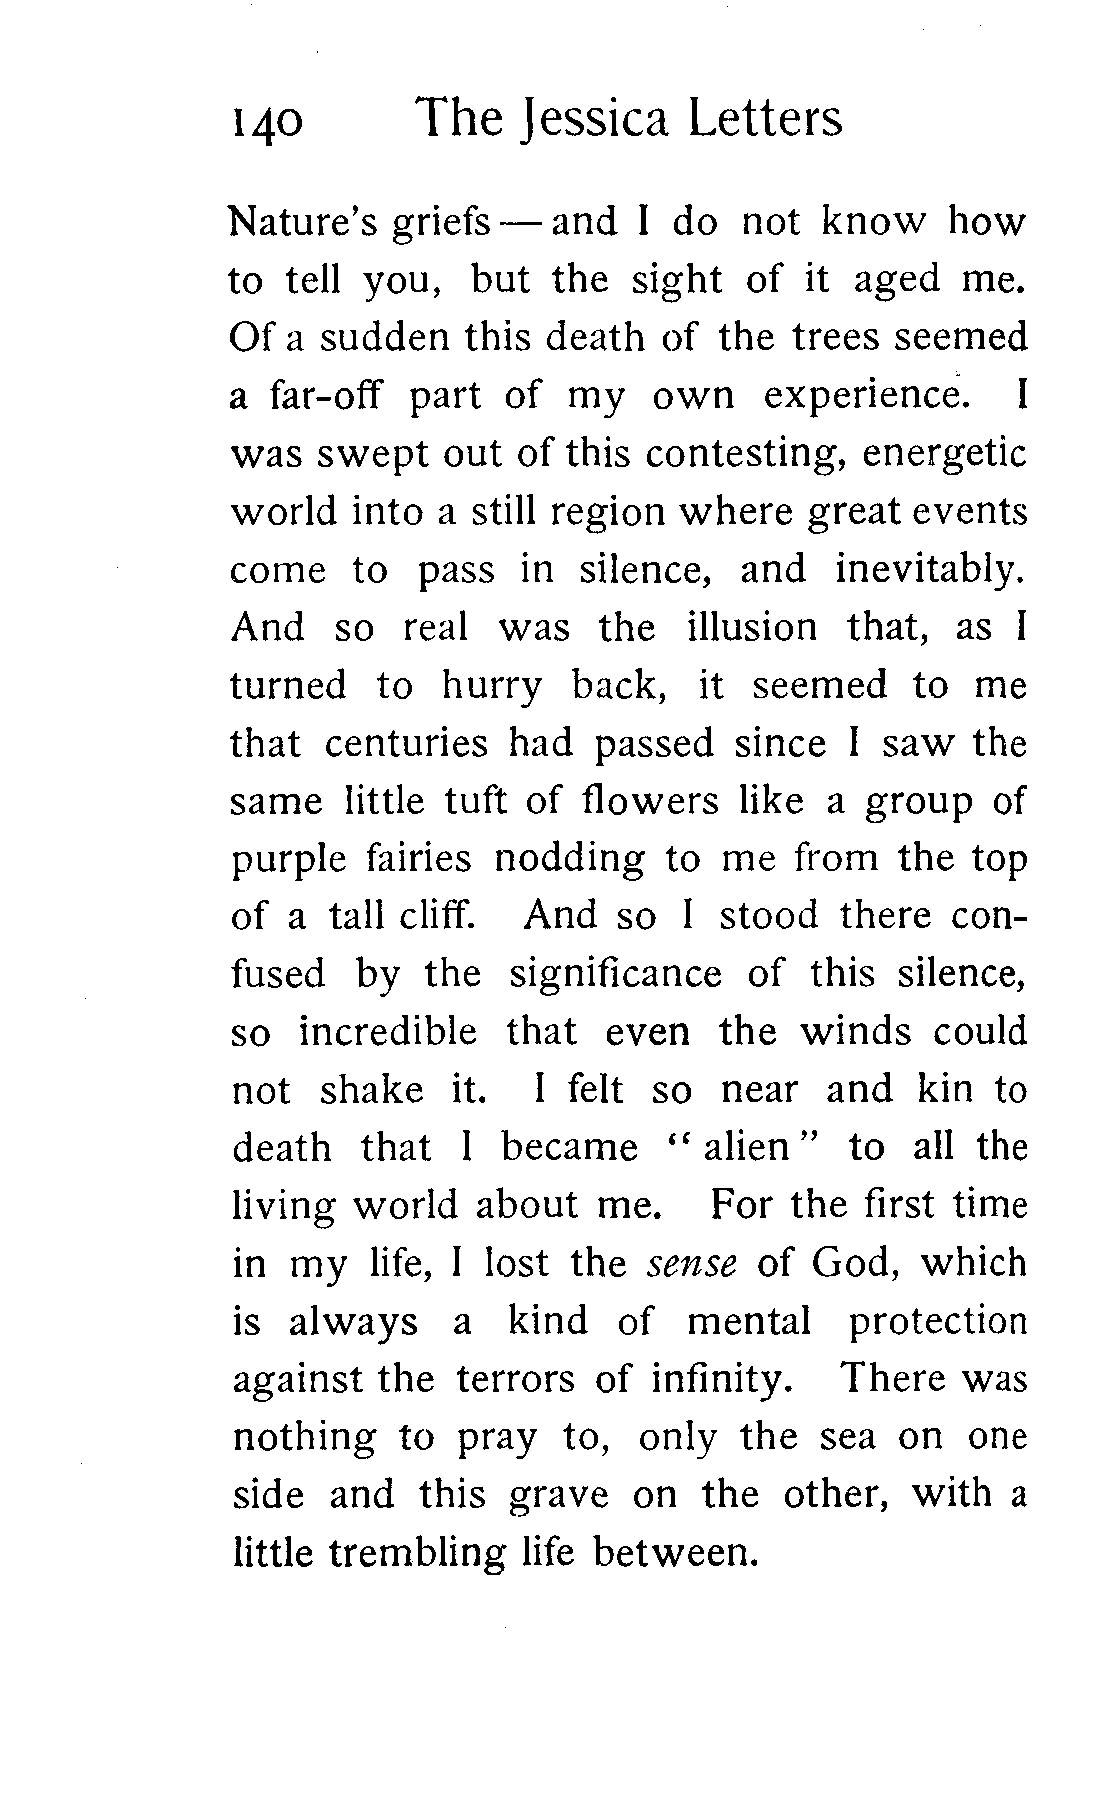 140 The Jessica Letters
Nature's griefs — and I do not know how
to tell you, but the sight of it aged me.
Of a sudden this death of the trees seemed
a far-off part of my own experience. I
was swept out of this contesting, energetic
world into a still region where great events
come to pass in silence, and inevitably.
And so real was the illusion that, as I
turned to hurry back, it seemed to me
that centuries had passed since I saw the
same little tuft of flowers like a group of
purple fairies nodding to me from the top
of a tall cliff. And so I stood there con-
fused by the significance of this silence,
so incredible that even the winds could
not shake it. I felt so near and kin to
death that I became “ alien ” to all the
living world about me. For the first time
in my life, I lost the sense of God, which
is always a kind of mental protection
against the terrors of infinity. There was
nothing to pray to, only the sea on one
side and this grave on the other, with a
little trembling life between.